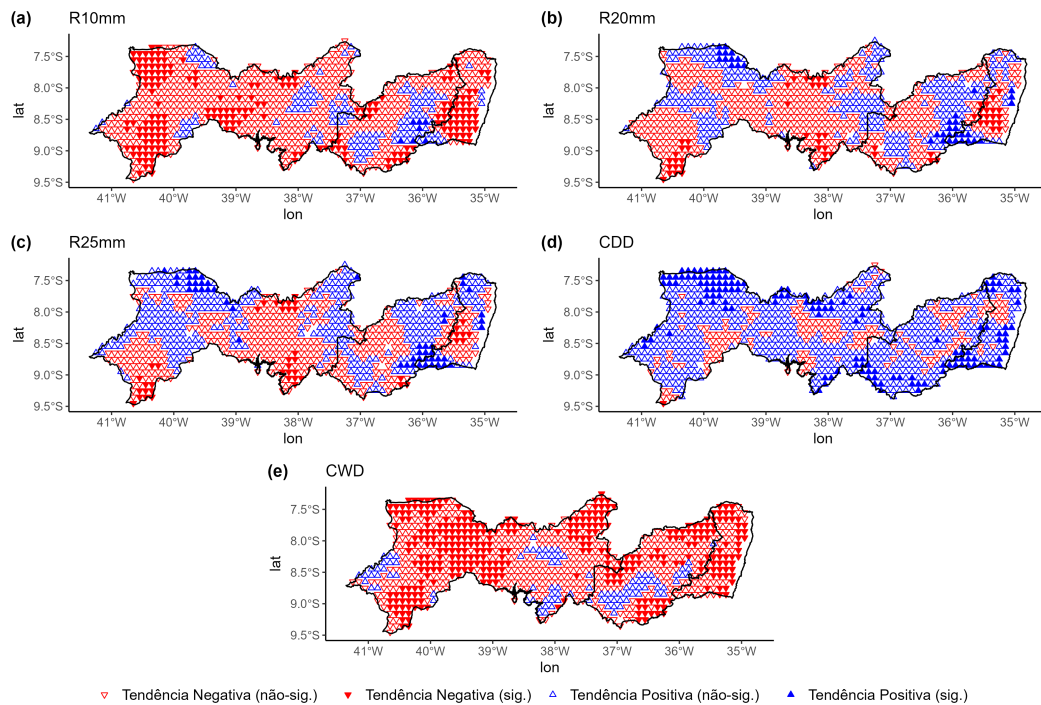 (a) R10mm
7.5°S
8.0°S
8.5°S
9.0°S
9.5°S
lat
41°W 40°W 39°W 38°W 37°W 36°W 35°W
lon
(b) R20mm
7.5°S
8.0°S
8.5°S
9.0°S
9.5°S
lat
41°W 40°W 39°W 38°W 37°W 36°W 35°W
lon
(c) R25mm
7.5°S
8.0°S
8.5°S
9.0°S
9.5°S
lat
41°W 40°W 39°W 38°W 37°W 36°W 35°W
lon
(d) CDD
7.5°S
8.0°S
8.5°S
9.0°S
9.5°S
lat
41°W 40°W 39°W 38°W 37°W 36°W 35°W
lon
(e) CWD
7.5°S
8.0°S
8.5°S
9.0°S
9.5°S
lat
41°W 40°W 39°W 38°W 37°W 36°W 35°W
lon
Tendência Negativa (não-sig.) Tendência Negativa (sig.) Tendência Positiva (não-sig.) Tendência Positiva (sig.)